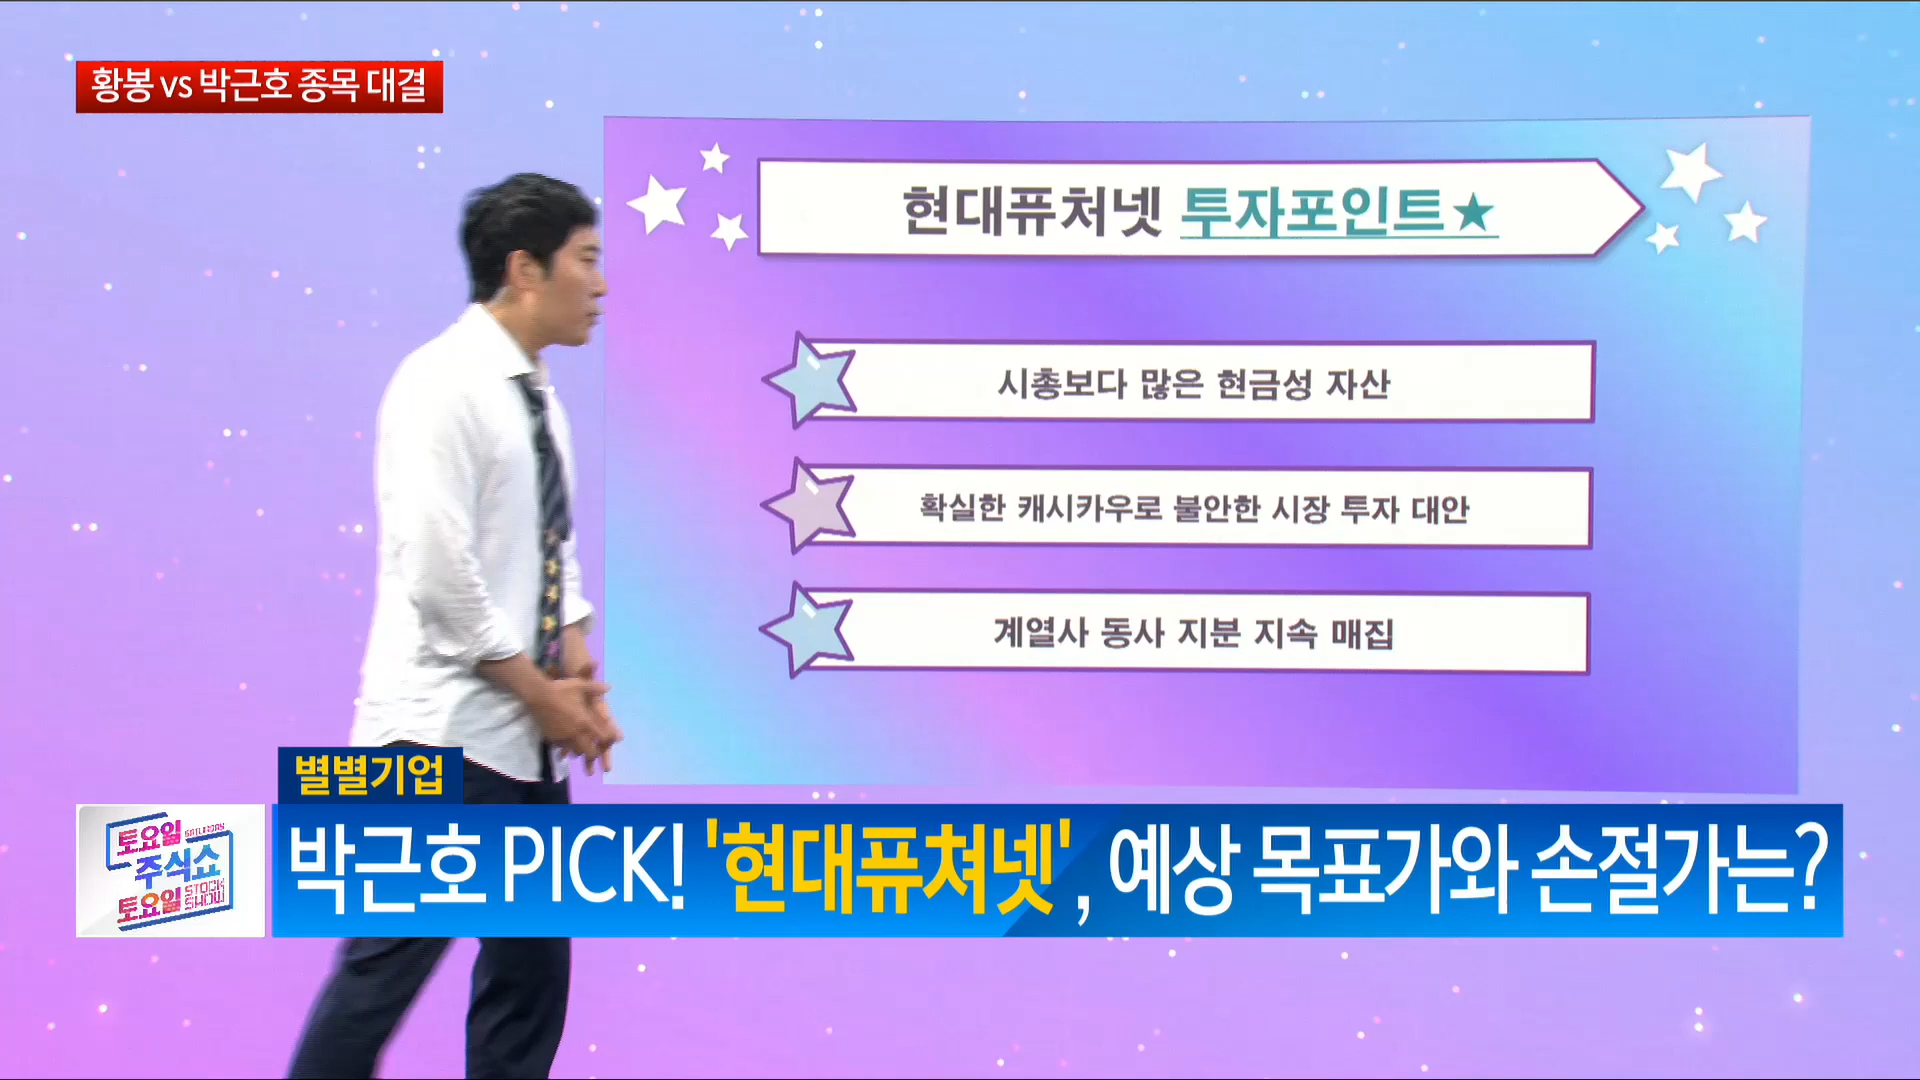 황봉 vs 박근호 종목 대결
현대퓨처넷 투자포인트★
시총보다 많은 현금성 자산
확실한 캐시카우로 불안한 시장 투자 대안
계열사 동사 지분 지속 매집
별별기업
박근호 PICK! '현대퓨쳐넷', 예상 목표가와 손절가는?
토요일 SATURDAY
주식쇼
토요일 STOCK SHOW